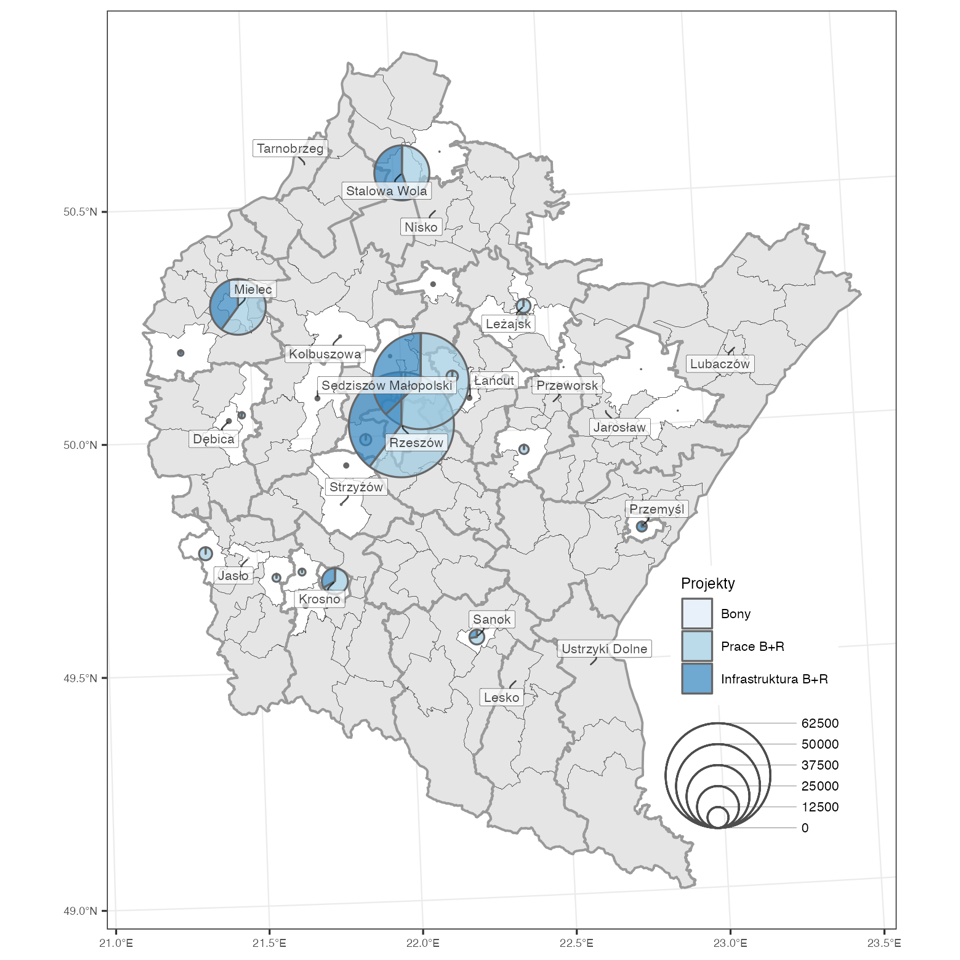 Tarnobrzeg
Stalowa Wola
Nisko
50.5°N
Mielec
Leżajsk
Kolbuszowa
Lubaczów
Sędziszów Małopolski
Łańcut
Przeworsk
Jarosław
Dębica
Rzeszów
50.0°N
Strzyżów
Przemyśl
Jasło
Krosno
Sanok
Ustrzyki Dolne
Lesko
49.5°N
Projekty
Bony
Prace B+R
Infrastruktura B+R
62500
50000
37500
25000
12500
0
49.0°N
21.0°E 21.5°E 22.0°E 22.5°E 23.0°E 23.5°E